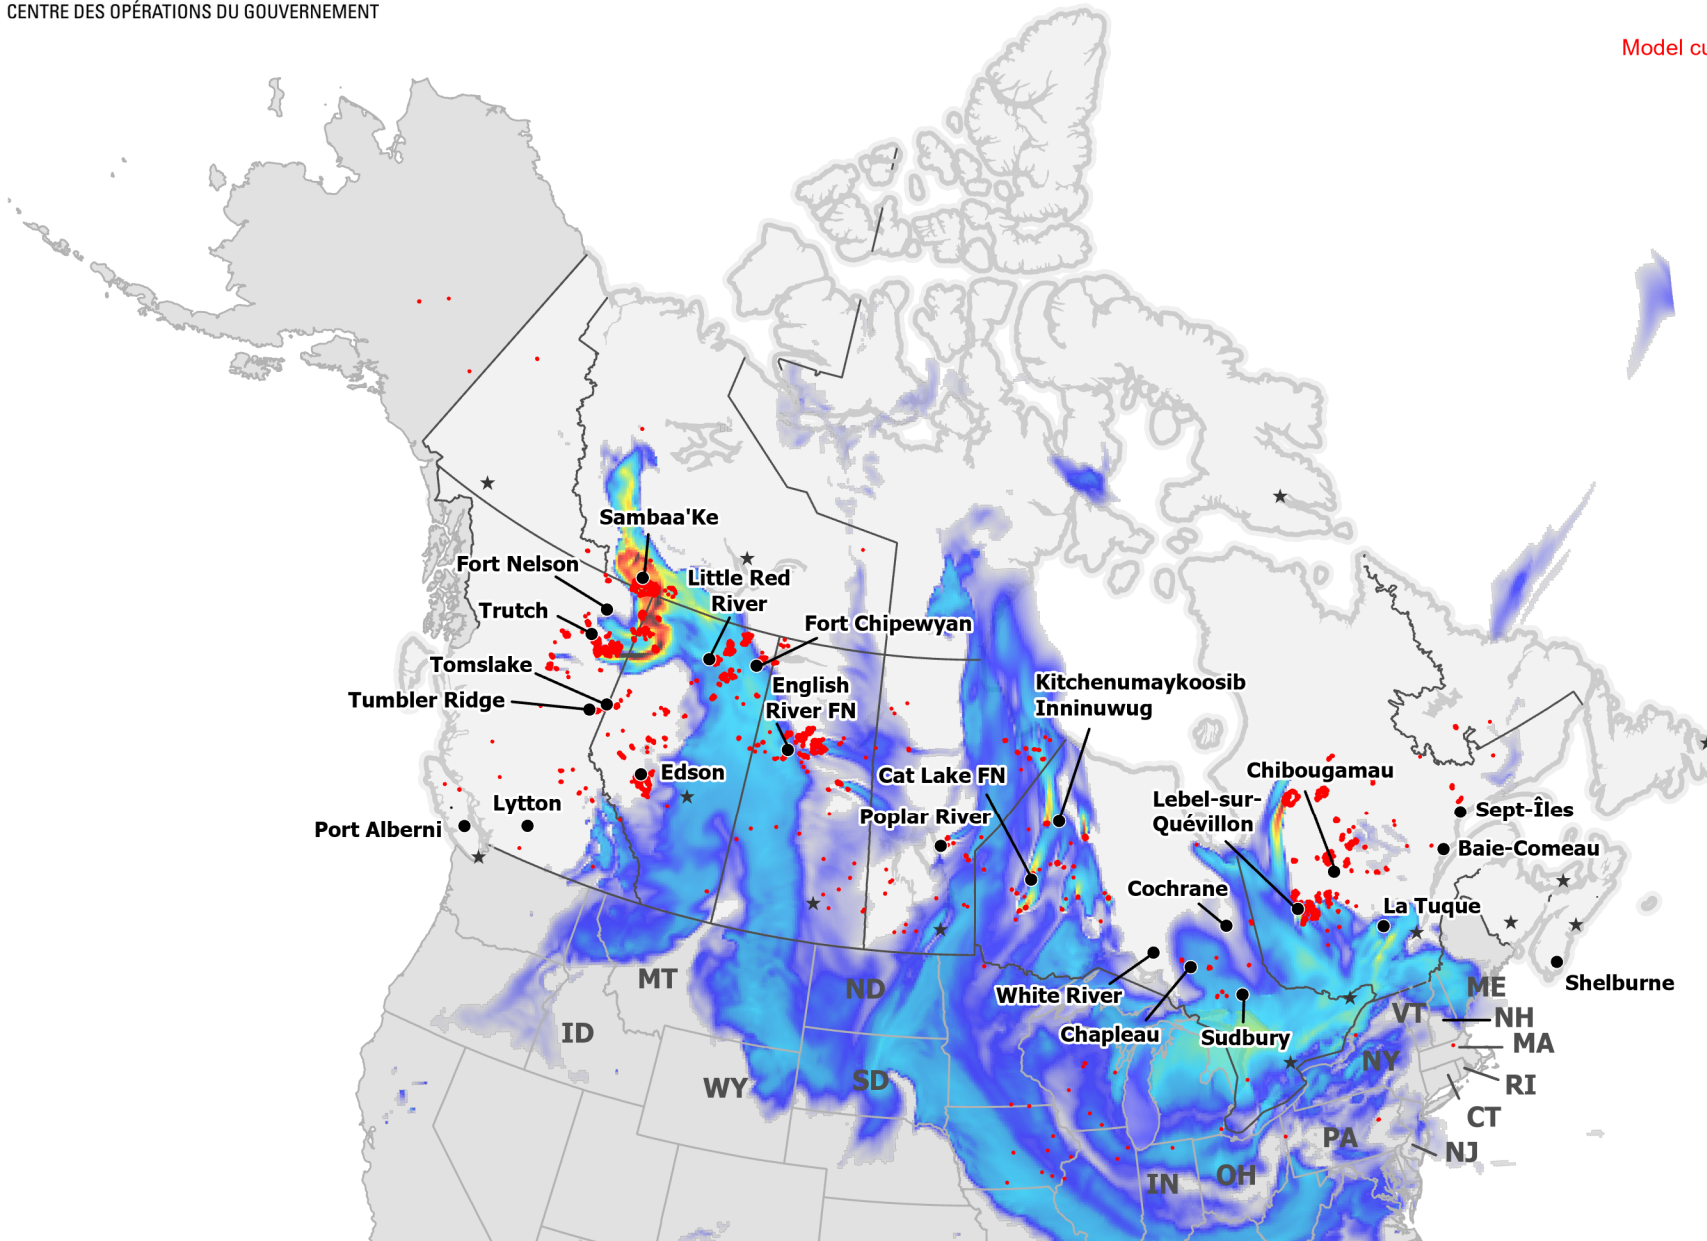 CENTRE DES OPÉRATIONS DU GOUVERNEMENT
Model cu
Sambaa'Ke
Fort Nelson
Little Red
River
Trutch
Fort Chipewyan
Tomslake
English
River FN
Kitchenumaykoosib
Inninuwug
Tumbler Ridge
Edson
Cat Lake FN
Chibougamau
Lytton
Poplar River
Lebel-sur-
Quévillon
Sept-Îles
Port Alberni
Baie-Comeau
Cochrane
La Tuque
White River
Shelburne
Chapleau
Sudbury
MT
ND
ME
ID
VT
NH
MA
WY
SD
NY
RI
CT
PA
NJ
IN
OH